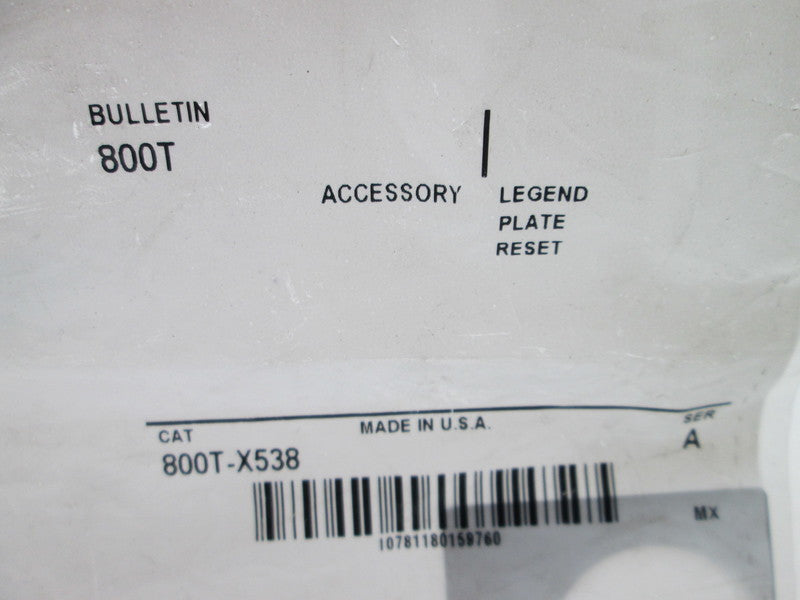 BULLETIN
800T
ACCESSORY
LEGEND
PLATE
RESET
CAT
MADE IN U.S.A.
SER
800T-X538
A
MX
10781180159760